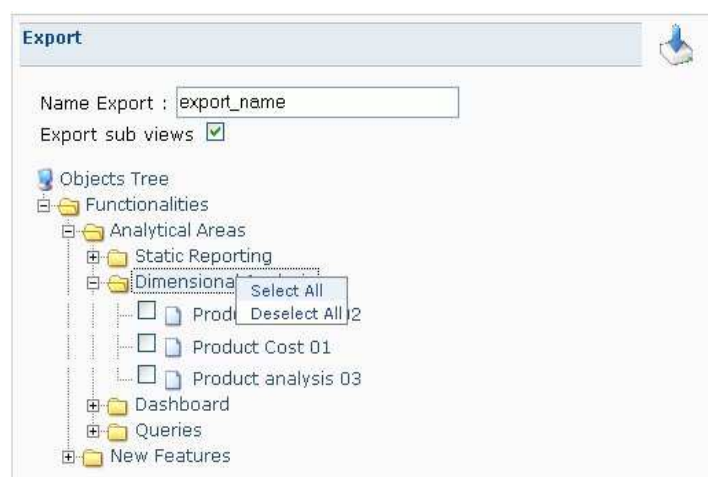 Export
Name Export : export_name
Export sub views
Objects Tree
Functionalities
Analytical Areas
Static Reporting
Dimensional
Select All
Deselect All
Product Cost 01
Product analysis 03
Dashboard
Queries
New Features